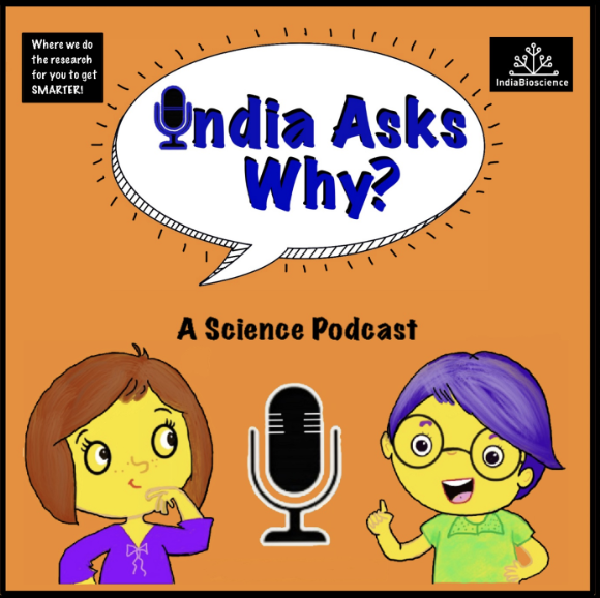 Where we do
the research
for you to get
SMARTER!
IndiaBioscience
India Asks
Why?
A Science Podcast